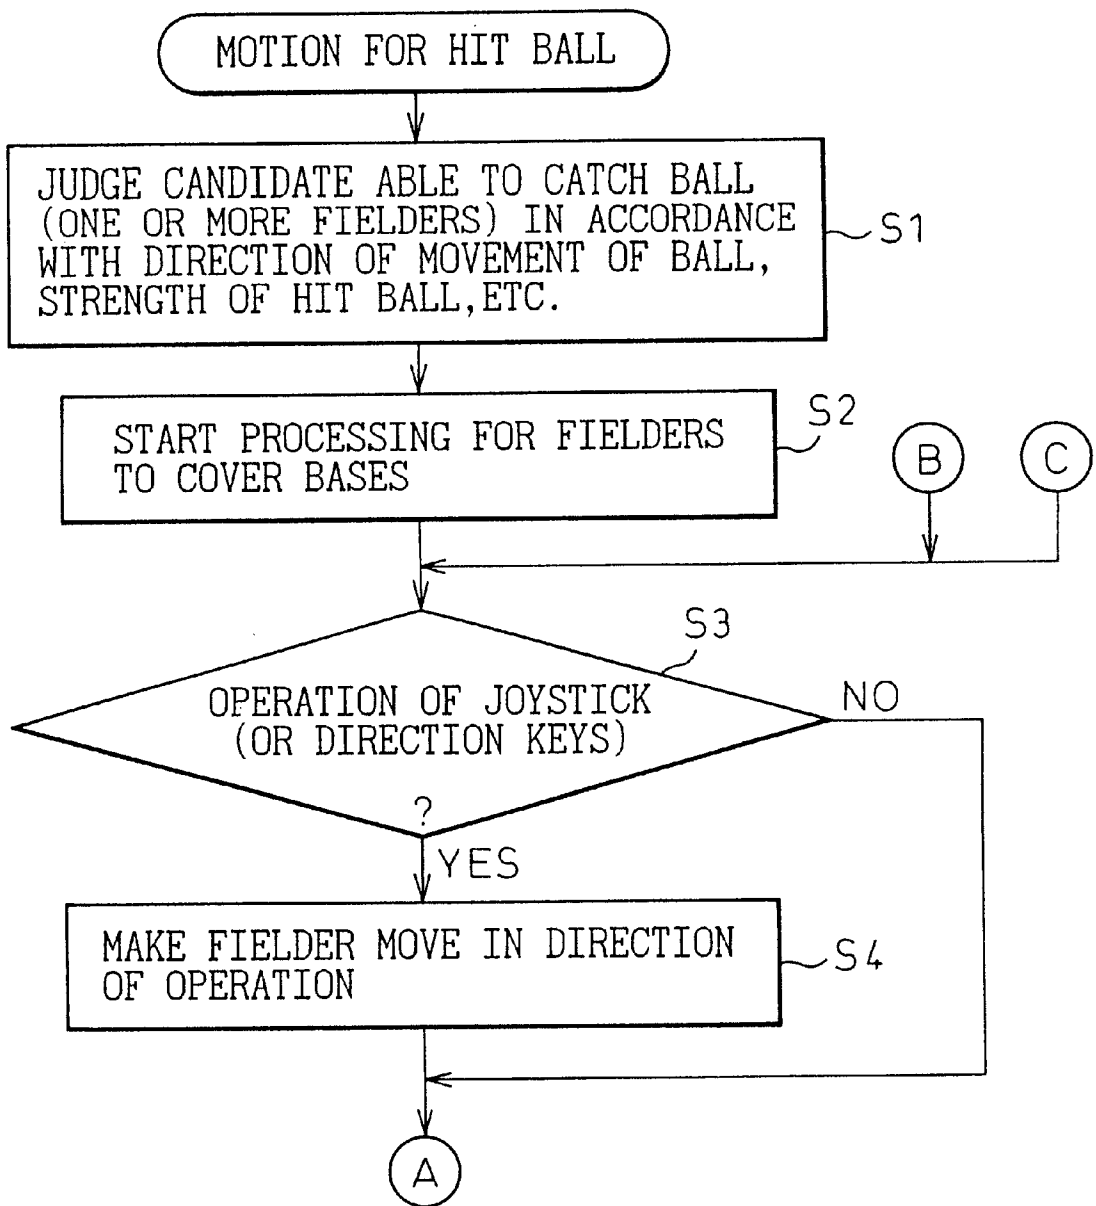 MOTION FOR HIT BALL
JUDGE CANDIDATE ABLE TO CATCH BALL
(ONE OR MORE FIELDERS) IN ACCORDANCE
WITH DIRECTION OF MOVEMENT OF BALL,
STRENGTH OF HIT BALL,ETC.
S1
START PROCESSING FOR FIELDERS
TO COVER BASES
S2
B
C
S3
OPERATION OF JOYSTICK
(OR DIRECTION KEYS)
?
NO
YES
MAKE FIELDER MOVE IN DIRECTION
OF OPERATION
S4
A